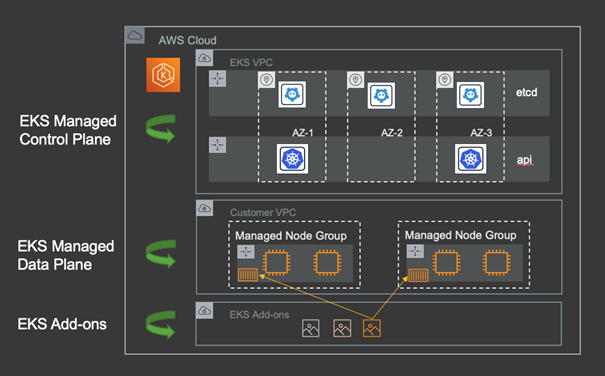 AWS Cloud
EKS VPC
etcd
EKS Managed
Control Plane
AZ-1
AZ-2
AZ-3
api
Customer VPC
Managed Node Group
Managed Node Group
EKS Managed
Data Plane
EKS Add-ons
EKS Add-ons